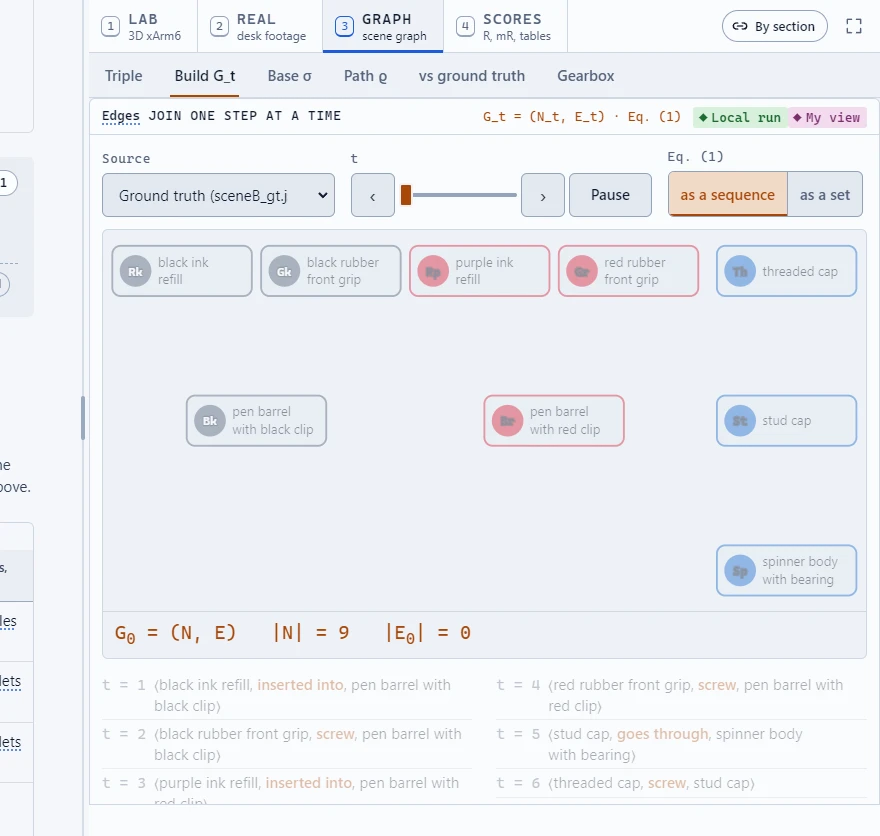 1 LAB 3D xArm6
2 REAL desk footage
3 GRAPH scene graph
4 SCORES R, mR, tables
By section
Triple Build G_t Base σ Path ϱ vs ground truth Gearbox
Edges JOIN ONE STEP AT A TIME
G_t = (N_t, E_t) · Eq. (1) ◆ Local run ◆ My view
Source t Eq. (1)
Ground truth (sceneB_gt.j ‹ › Pause as a sequence as a set
Rk black ink
refill
Gk black rubber
front grip
purple ink
refill
red rubber
front grip
Th threaded cap
Bk pen barrel
with black clip
pen barrel
with red clip
St stud cap
Sp spinner body
with bearing
G₀ = (N, E) |N| = 9 |E₀| = 0
t = 1 ⟨black ink refill, inserted into, pen barrel with
black clip⟩
t = 2 ⟨black rubber front grip, screw, pen barrel with
black clip⟩
t = 3 ⟨purple ink refill, inserted into, pen barrel with
red clip⟩
t = 4 ⟨red rubber front grip, screw, pen barrel with
red clip⟩
t = 5 ⟨stud cap, goes through, spinner body
with bearing⟩
t = 6 ⟨threaded cap, screw, stud cap⟩
1